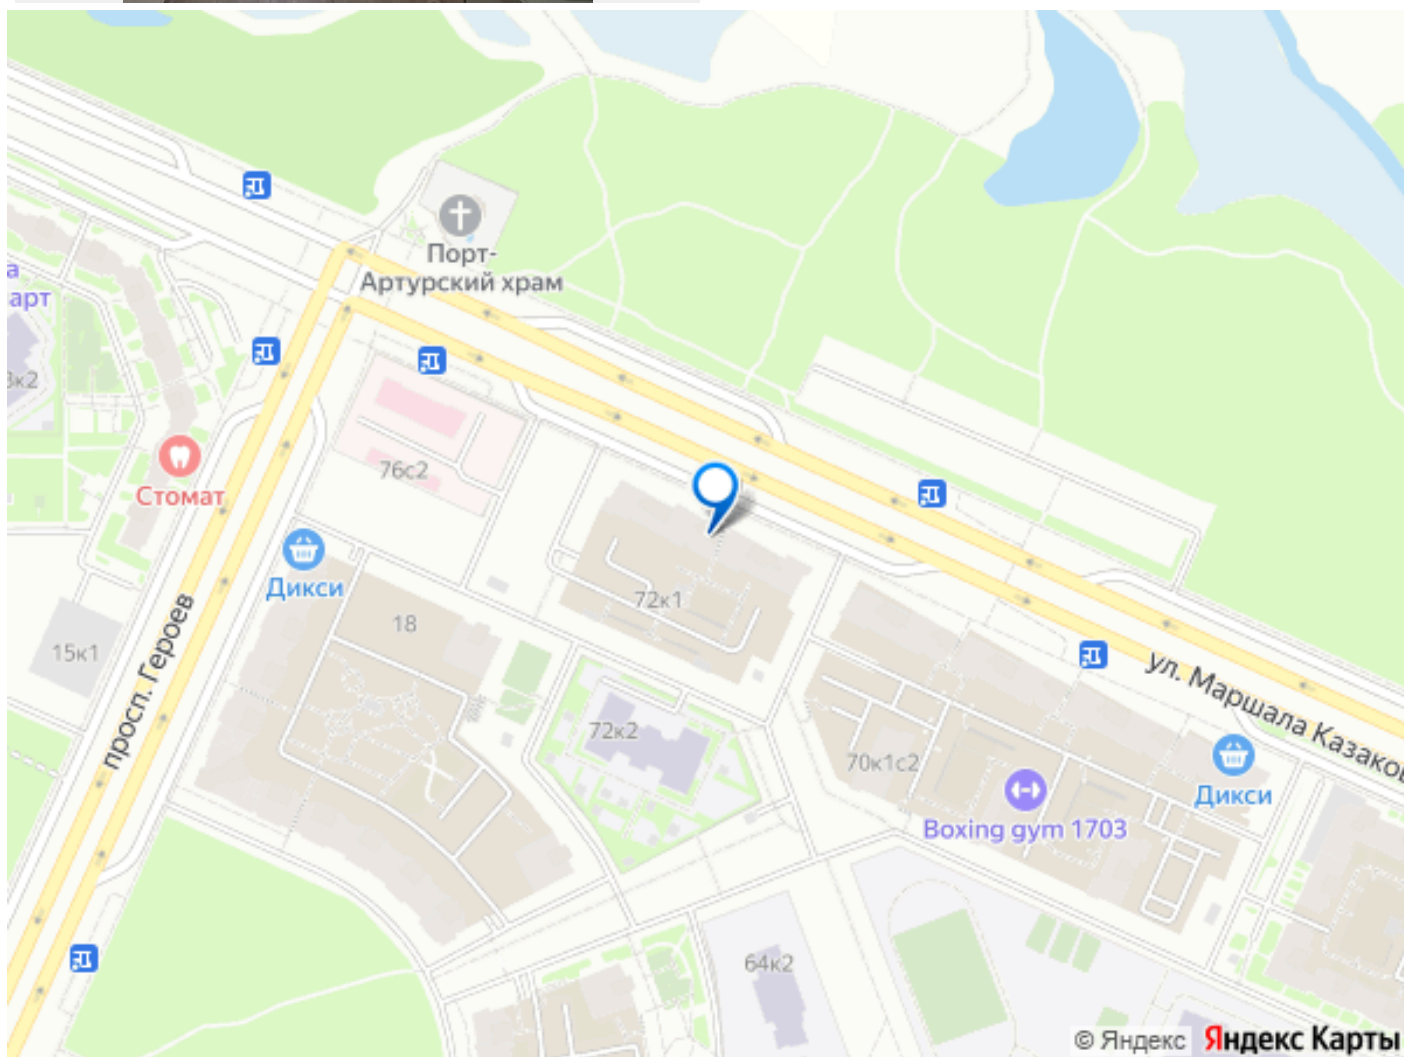 Порт-
Артурский храм
а
арт
3к2
76с2
Стомат
Дикси
72к1
18
15к1
просп. Героев
ул. Маршала Казаков
72к2
70к1с2
Дикси
Boxing gym 1703
64к2
© Яндекс Яндекс Карты